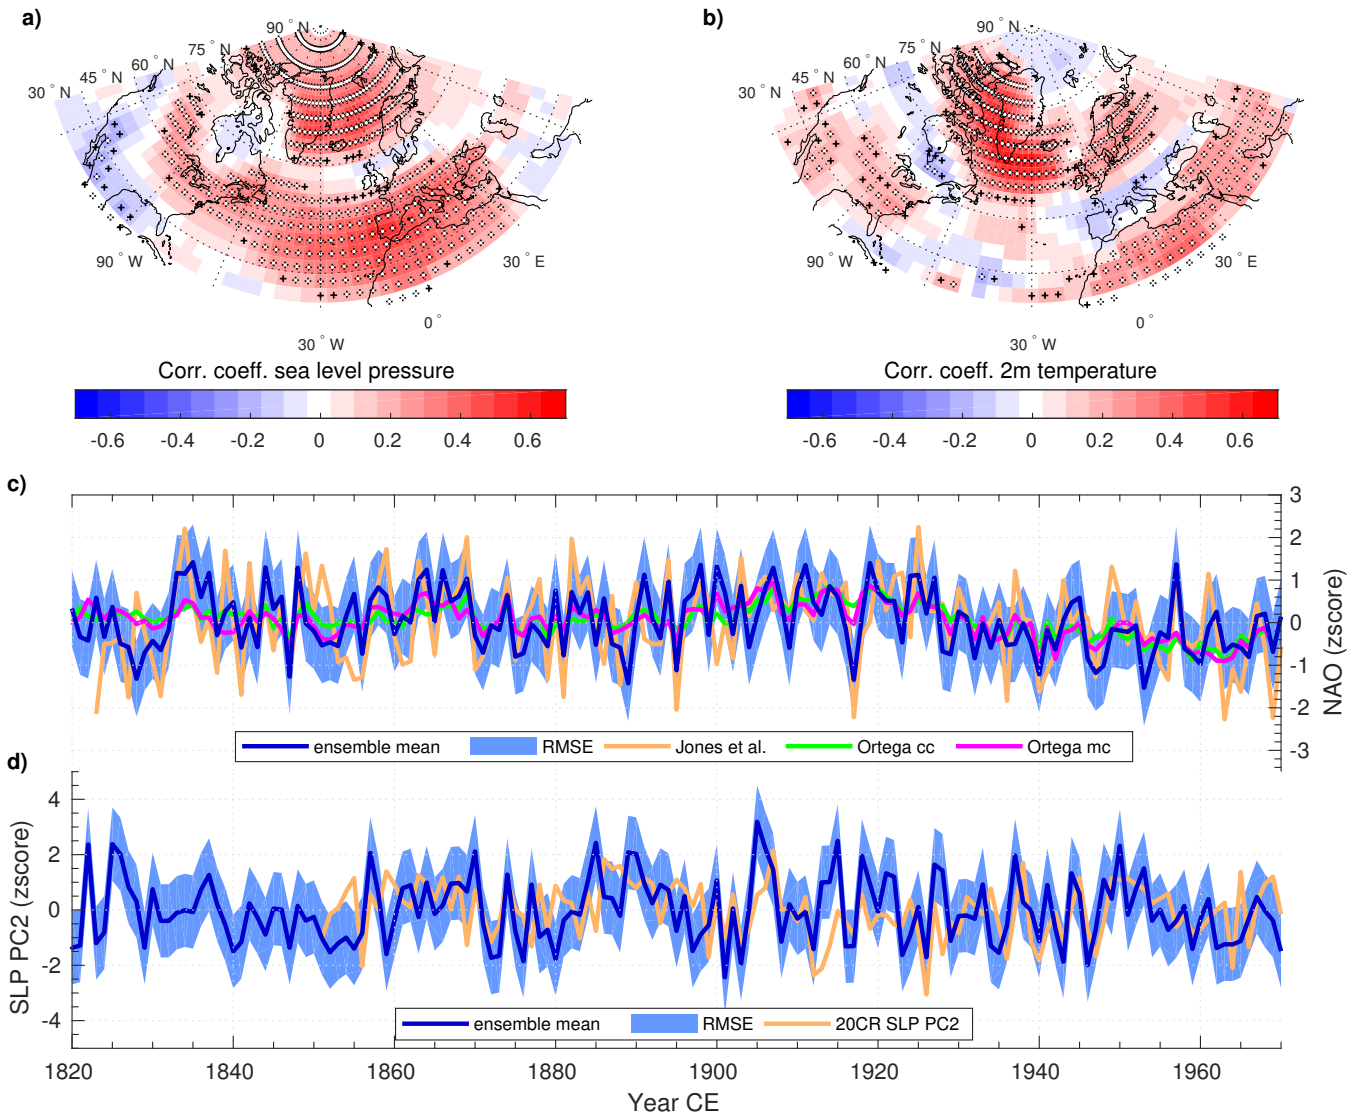 a)
90 ° N
75 ° N
60 ° N
45 ° N
30 ° N
90 ° W
30 ° W
0 °
30 ° E
Corr. coeff. sea level pressure
-0.6 -0.4 -0.2 0 0.2 0.4 0.6
b)
90 ° N
75 ° N
60 ° N
45 ° N
30 ° N
90 ° W
30 ° W
0 °
30 ° E
Corr. coeff. 2m temperature
-0.6 -0.4 -0.2 0 0.2 0.4 0.6
c)
3
2
1
0
-1
-2
-3
NAO (zscore)
ensemble mean RMSE Jones et al. Ortega cc Ortega mc
d)
4
2
0
-2
-4
SLP PC2 (zscore)
ensemble mean RMSE 20CR SLP PC2
1820 1840 1860 1880 1900 1920 1940 1960
Year CE